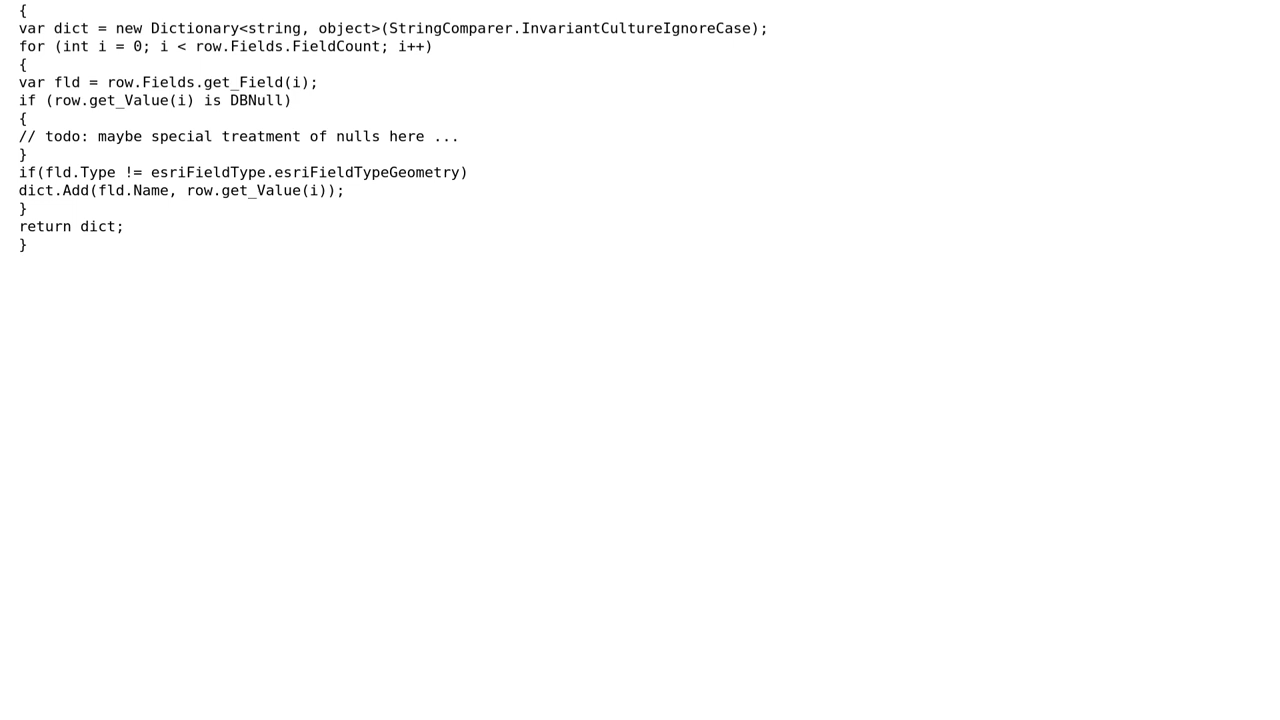 {
var dict = new Dictionary<string, object>(StringComparer.InvariantCultureIgnoreCase);
for (int i = 0; i < row.Fields.FieldCount; i++)
{
var fld = row.Fields.get_Field(i);
if (row.get_Value(i) is DBNull)
{
// todo: maybe special treatment of nulls here ...
}
if(fld.Type != esriFieldType.esriFieldTypeGeometry)
dict.Add(fld.Name, row.get_Value(i));
}
return dict;
}